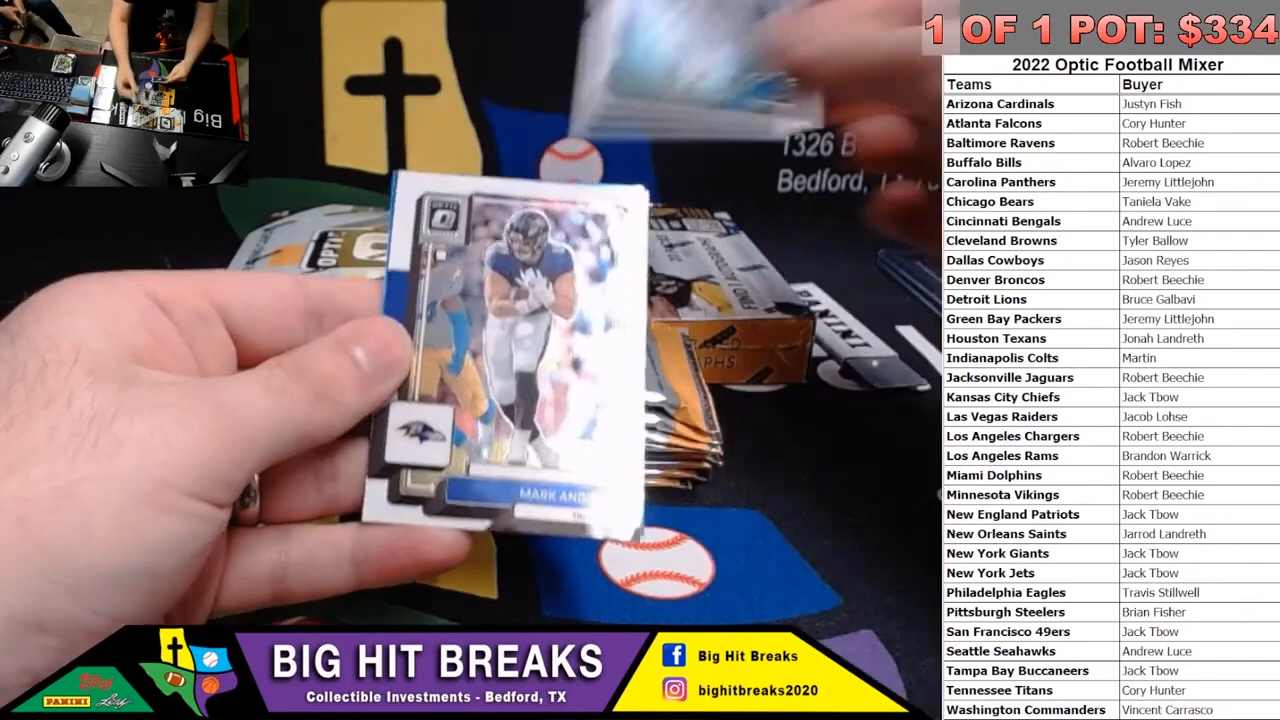 1 OF 1 POT: $334
2022 Optic Football Mixer
Teams Buyer
Arizona Cardinals Justyn Fish
Atlanta Falcons Cory Hunter
Baltimore Ravens Robert Beechie
Buffalo Bills Alvaro Lopez
Carolina Panthers Jeremy Littlejohn
Chicago Bears Taniela Vake
Cincinnati Bengals Andrew Luce
Cleveland Browns Tyler Ballow
Dallas Cowboys Jason Reyes
Denver Broncos Robert Beechie
Detroit Lions Bruce Galbavi
Green Bay Packers Jeremy Littlejohn
Houston Texans Jonah Landreth
Indianapolis Colts Martin
Jacksonville Jaguars Robert Beechie
Kansas City Chiefs Jack Tbow
Las Vegas Raiders Jacob Lohse
Los Angeles Chargers Robert Beechie
Los Angeles Rams Brandon Warrick
Miami Dolphins Robert Beechie
Minnesota Vikings Robert Beechie
New England Patriots Jack Tbow
New Orleans Saints Jarrod Landreth
New York Giants Jack Tbow
New York Jets Jack Tbow
Philadelphia Eagles Travis Stillwell
Pittsburgh Steelers Brian Fisher
San Francisco 49ers Jack Tbow
Seattle Seahawks Andrew Luce
Tampa Bay Buccaneers Jack Tbow
Tennessee Titans Cory Hunter
Washington Commanders Vincent Carrasco
Big
1326 B
Bedford,
OPTIC
PANINI
MARK AND
BIG HIT BREAKS
Collectible Investments - Bedford, TX
Big Hit Breaks
bighitbreaks2020
Topps
PANINI
Leaf